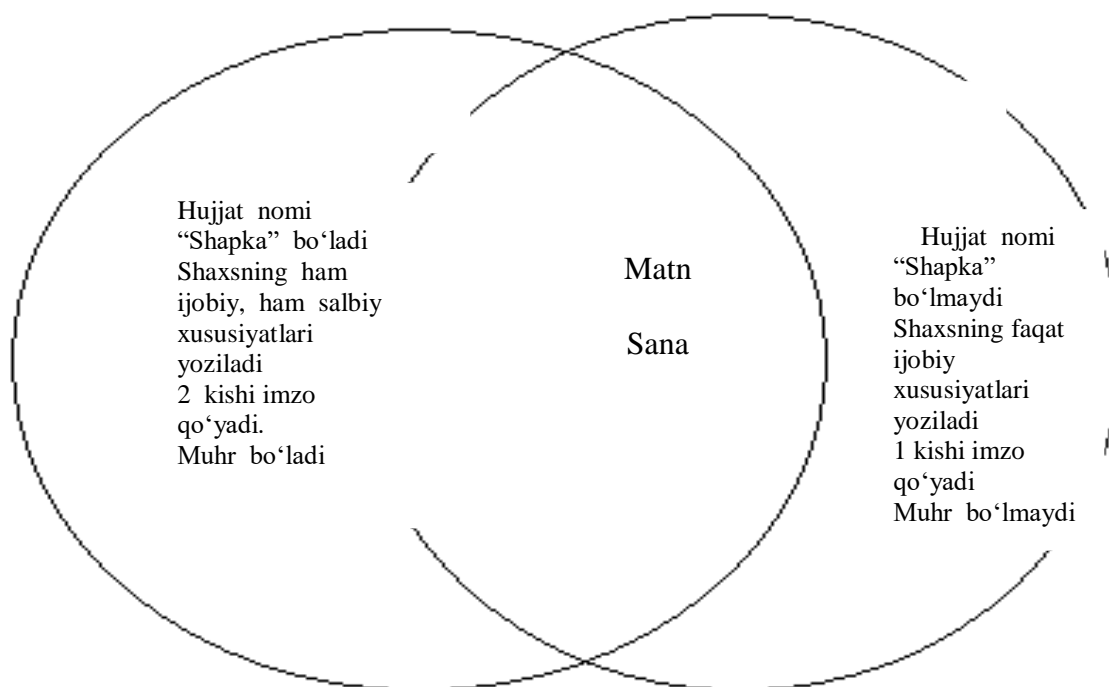 Hujjat nomi
“Shapka” bo‘ladi
Shaxsning ham
ijobiy, ham salbiy
xususiyatlari
yoziladi
2 kishi imzo
qo‘yadi.
Muhr bo‘ladi
Matn
Sana
Hujjat nomi
“Shapka”
bo‘lmaydi
Shaxsning faqat
ijobiy
xususiyatlari
yoziladi
1 kishi imzo
qo‘yadi
Muhr bo‘lmaydi